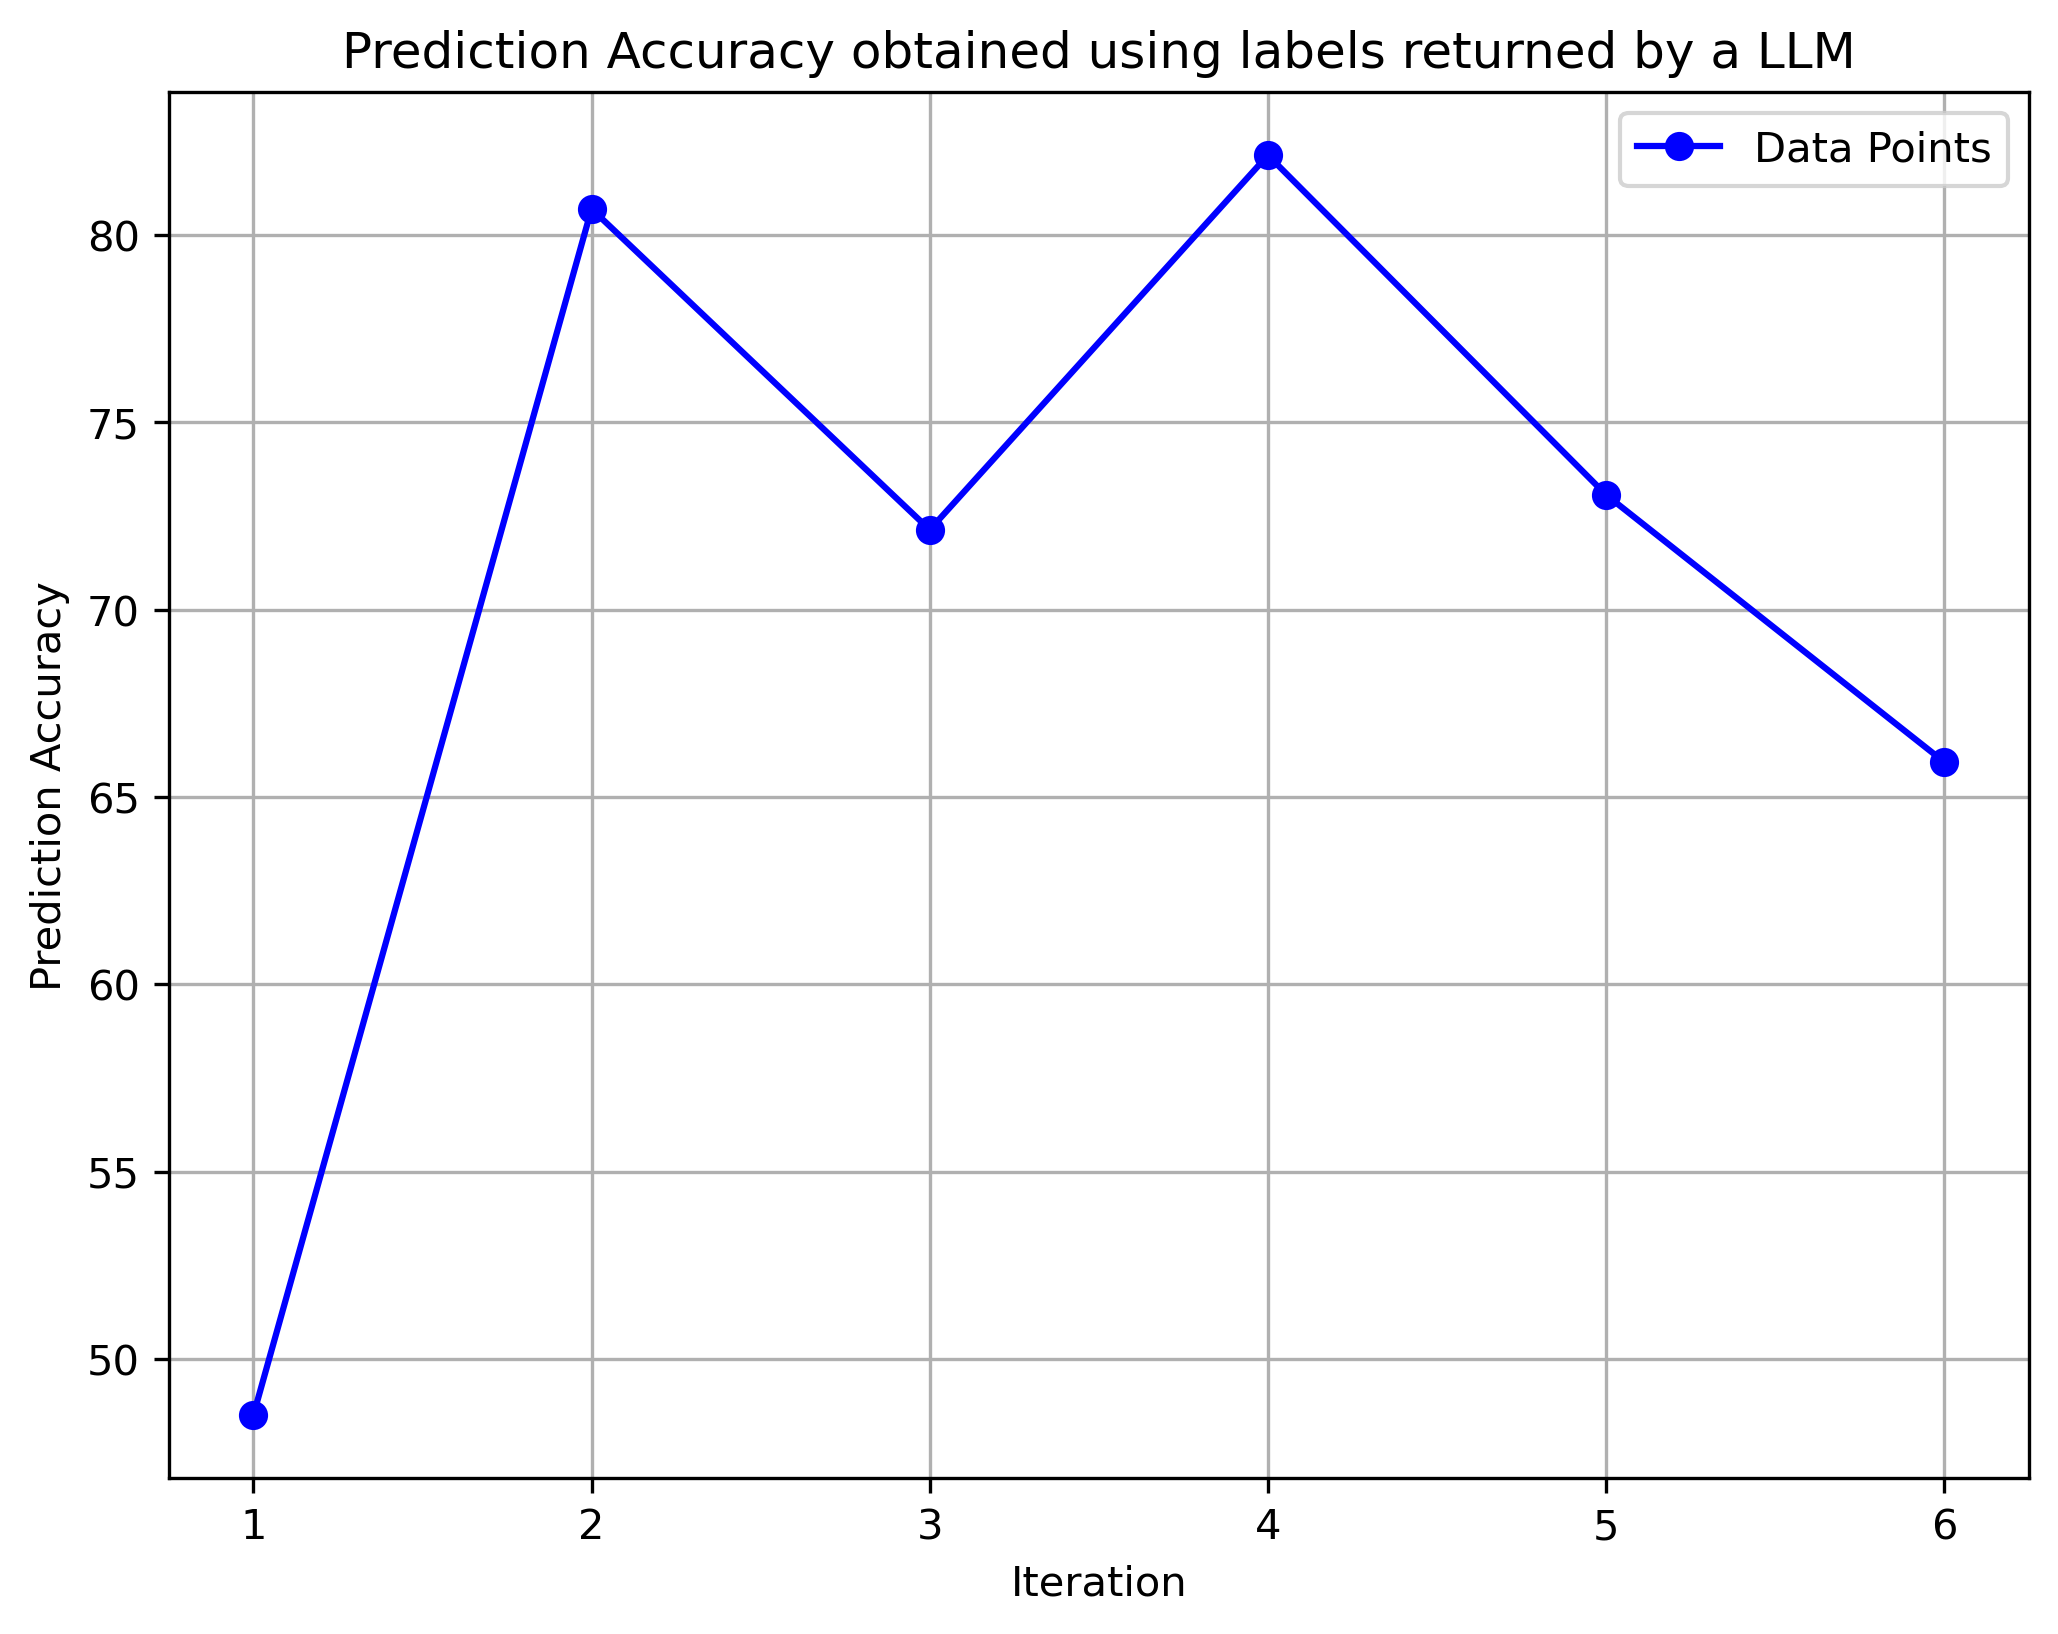 Prediction Accuracy obtained using labels returned by a LLM
Data Points
80
75
70
65
60
55
50
Prediction Accuracy
1 2 3 4 5 6
Iteration